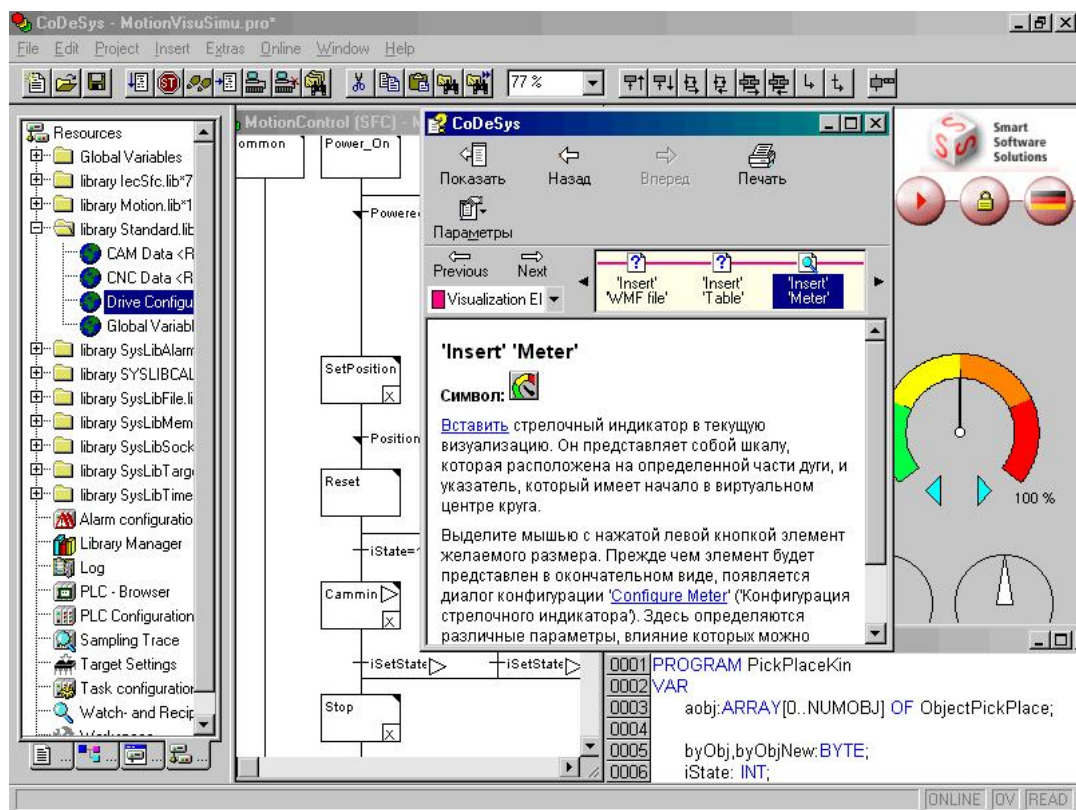 CoDeSys - MotionVisuSimu.pro*
File Edit Project Insert Extras Online Window Help
77 %
Resources
Global Variables
library IecSfc.lib*7
library Motion.lib*1
library Standard.lib
CAM Data <R
CNC Data <R
Drive Configu
Global Variabl
library SysLibAlarm
library SYSLIBCAL
library SysLibFile.li
library SysLibMem
library SysLibSock
library SysLibTarge
library SysLibTime
Alarm configuratio
Library Manager
Log
PLC - Browser
PLC Configuration
Sampling Trace
Target Settings
Task configuration
Watch- and Recip
MotionControl (SFC) - M
ommon
Power_On
Powere
SetPosition
X
Position
Reset
iState=
Cammin
X
iSetState
iSetState
Stop
X
CoDeSys
Показать Назад Вперед Печать
Параметры
Previous Next
Visualization El
'Insert' 'WMF file'
'Insert' 'Table'
'Insert' 'Meter'
'Insert' 'Meter'
Символ:
Вставить стрелочный индикатор в текущую
визуализацию. Он представляет собой шкалу,
которая расположена на определенной части дуги, и
указатель, который имеет начало в виртуальном
центре круга.
Выделите мышью с нажатой левой кнопкой элемент
желаемого размера. Прежде чем элемент будет
представлен в окончательном виде, появляется
диалог конфигурации 'Configure Meter' ('Конфигурация
стрелочного индикатора'). Здесь определяются
различные параметры, влияние которых можно
Smart
Software
Solutions
100 %
0001 PROGRAM PickPlaceKin
0002 VAR
0003 aobj:ARRAY[0..NUMOBJ] OF ObjectPickPlace;
0004
0005 byObj,byObjNew:BYTE;
0006 iState: INT;
ONLINE OV READ